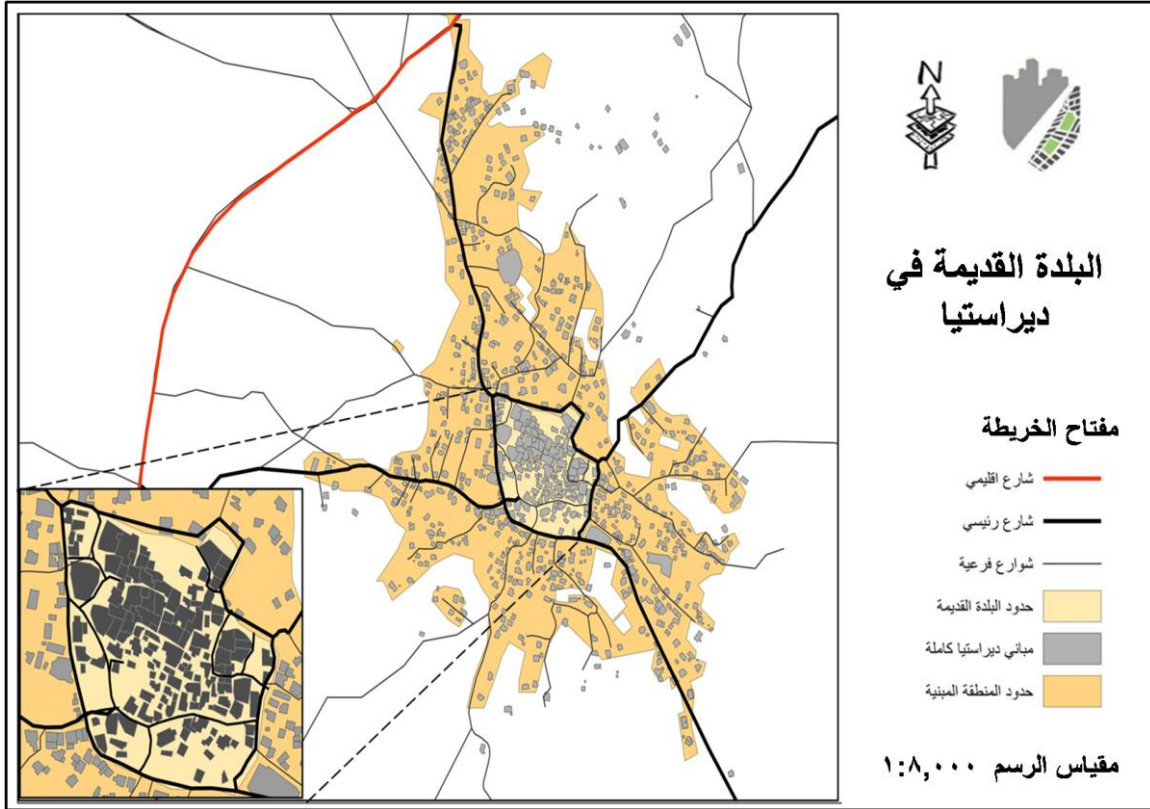 N
البلدة القديمة في
ديراستيا
مفتاح الخريطة
شارع اقليمي
شارع رئيسي
شوارع فرعية
حدود البلدة القديمة
مباني ديراستيا كاملة
حدود المنطقة المبنية
مقياس الرسم ١:٨,٠٠٠